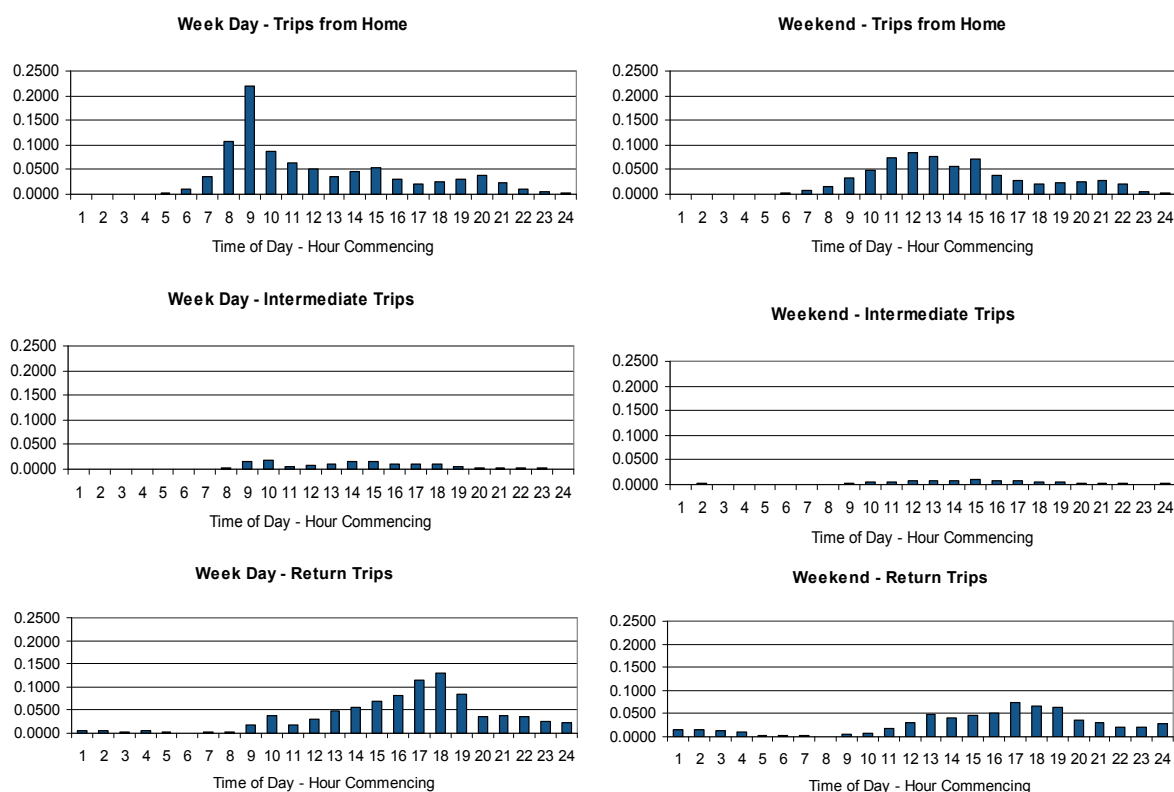 Week Day - Trips from Home
0.2500
0.2000
0.1500
0.1000
0.0500
0.0000
1 2 3 4 5 6 7 8 9 10 11 12 13 14 15 16 17 18 19 20 21 22 23 24
Time of Day - Hour Commencing
Weekend - Trips from Home
0.2500
0.2000
0.1500
0.1000
0.0500
0.0000
1 2 3 4 5 6 7 8 9 10 11 12 13 14 15 16 17 18 19 20 21 22 23 24
Time of Day - Hour Commencing
Week Day - Intermediate Trips
0.2500
0.2000
0.1500
0.1000
0.0500
0.0000
1 2 3 4 5 6 7 8 9 10 11 12 13 14 15 16 17 18 19 20 21 22 23 24
Time of Day - Hour Commencing
Weekend - Intermediate Trips
0.2500
0.2000
0.1500
0.1000
0.0500
0.0000
1 2 3 4 5 6 7 8 9 10 11 12 13 14 15 16 17 18 19 20 21 22 23 24
Time of Day - Hour Commencing
Week Day - Return Trips
0.2500
0.2000
0.1500
0.1000
0.0500
0.0000
1 2 3 4 5 6 7 8 9 10 11 12 13 14 15 16 17 18 19 20 21 22 23 24
Time of Day - Hour Commencing
Weekend - Return Trips
0.2500
0.2000
0.1500
0.1000
0.0500
0.0000
1 2 3 4 5 6 7 8 9 10 11 12 13 14 15 16 17 18 19 20 21 22 23 24
Time of Day - Hour Commencing